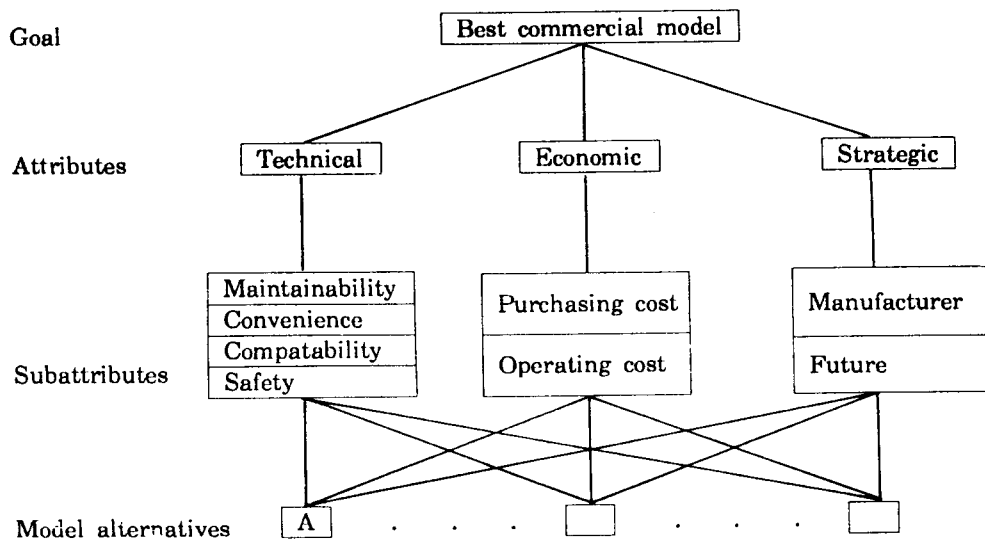 Goal
Best commercial model
Attributes
Technical
Economic
Strategic
Subattributes
Maintainability
Convenience
Compatability
Safety
Purchasing cost
Operating cost
Manufacturer
Future
Model alternatives
A . . . . . .